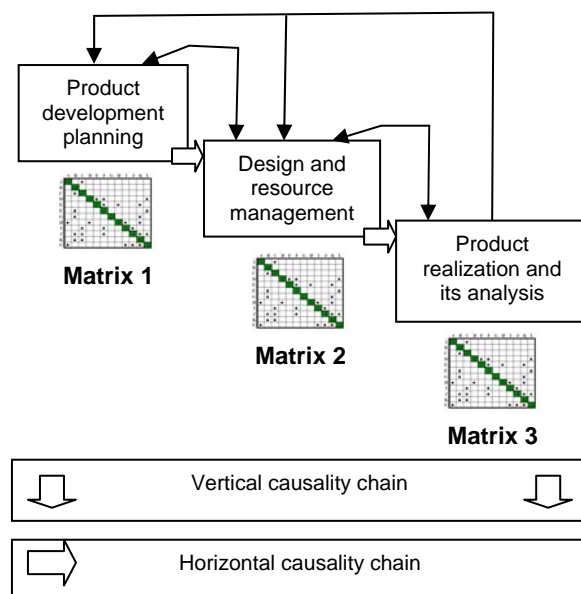 Product
development
planning
Design and
resource
management
Product
realization and
its analysis
Matrix 1
Matrix 2
Matrix 3
Vertical causality chain
Horizontal causality chain